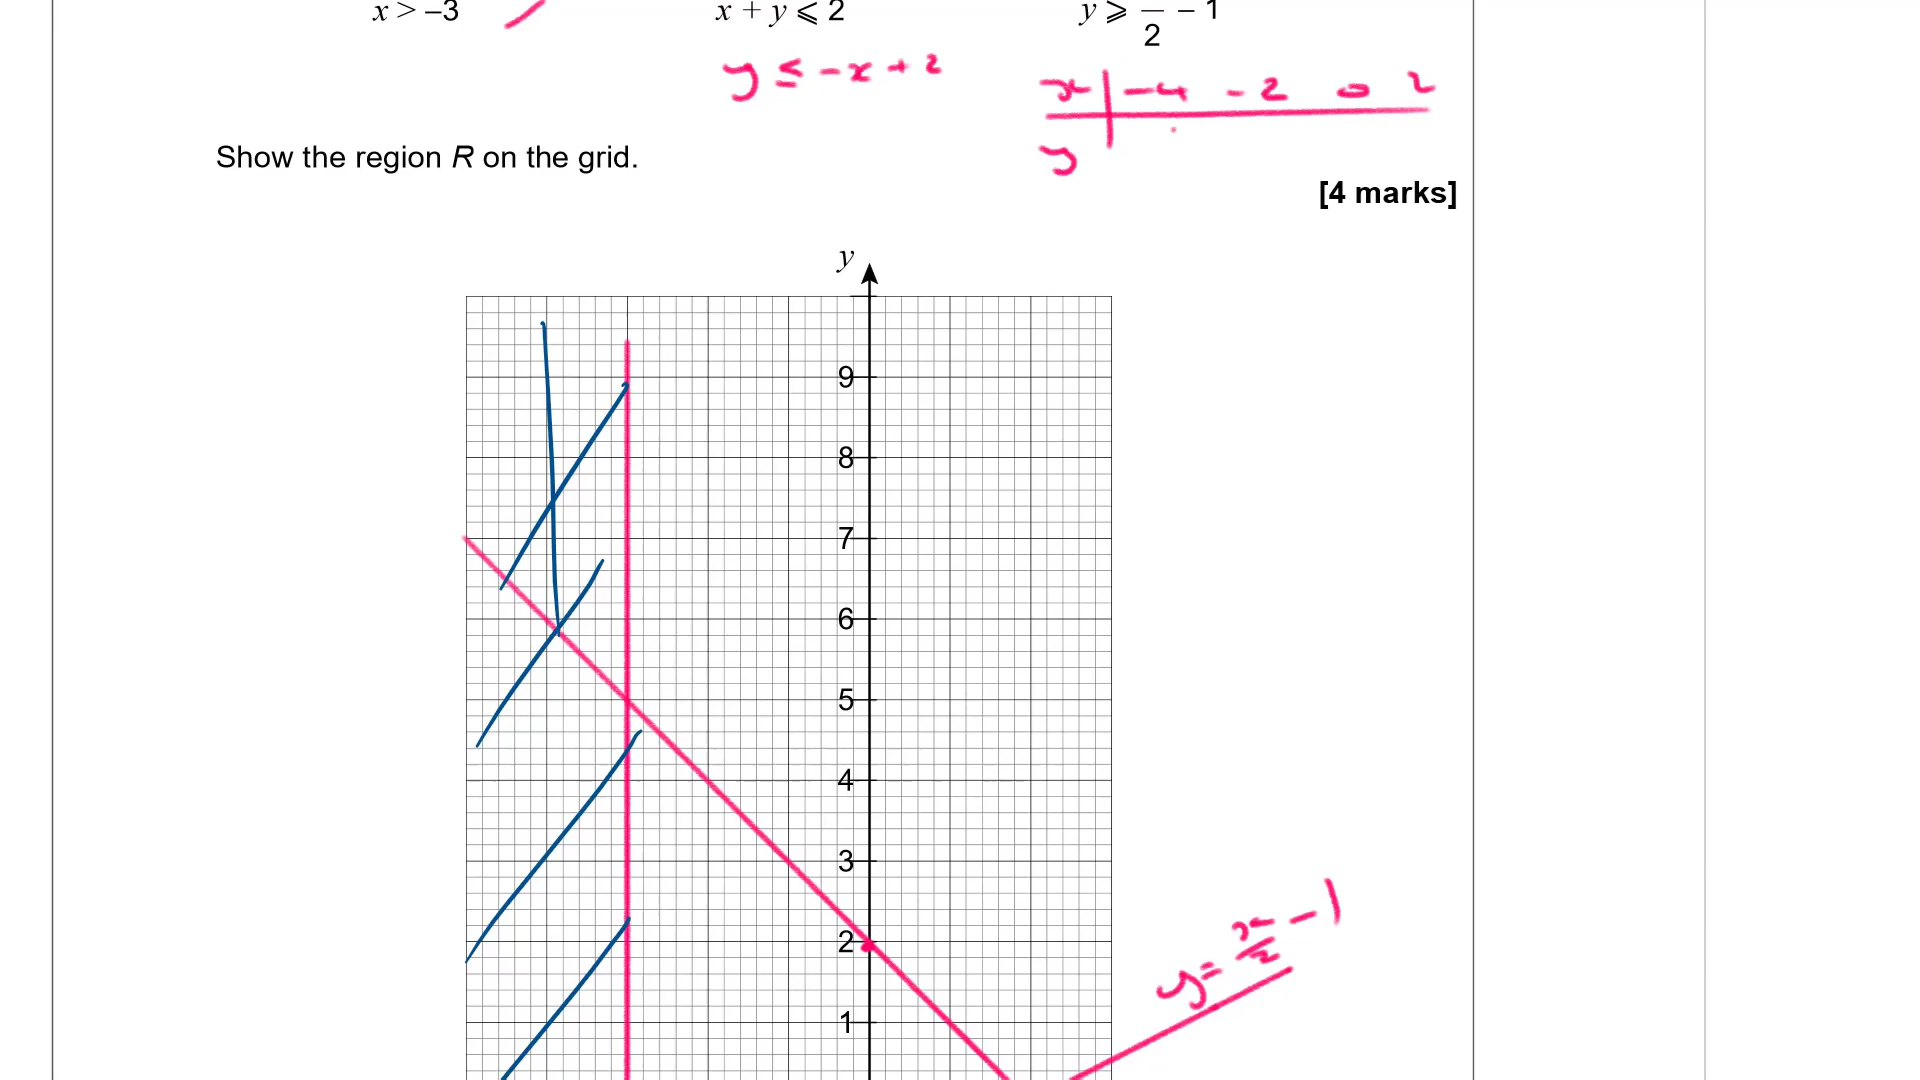 x > –3 x + y ⩽ 2 y ⩾ — – 1
2
y ≤ -x + 2
x -4 -2 0 2
y
Show the region R on the grid.
[4 marks]
y
9
8
7
6
5
4
3
2
1
y = x/2 - 1